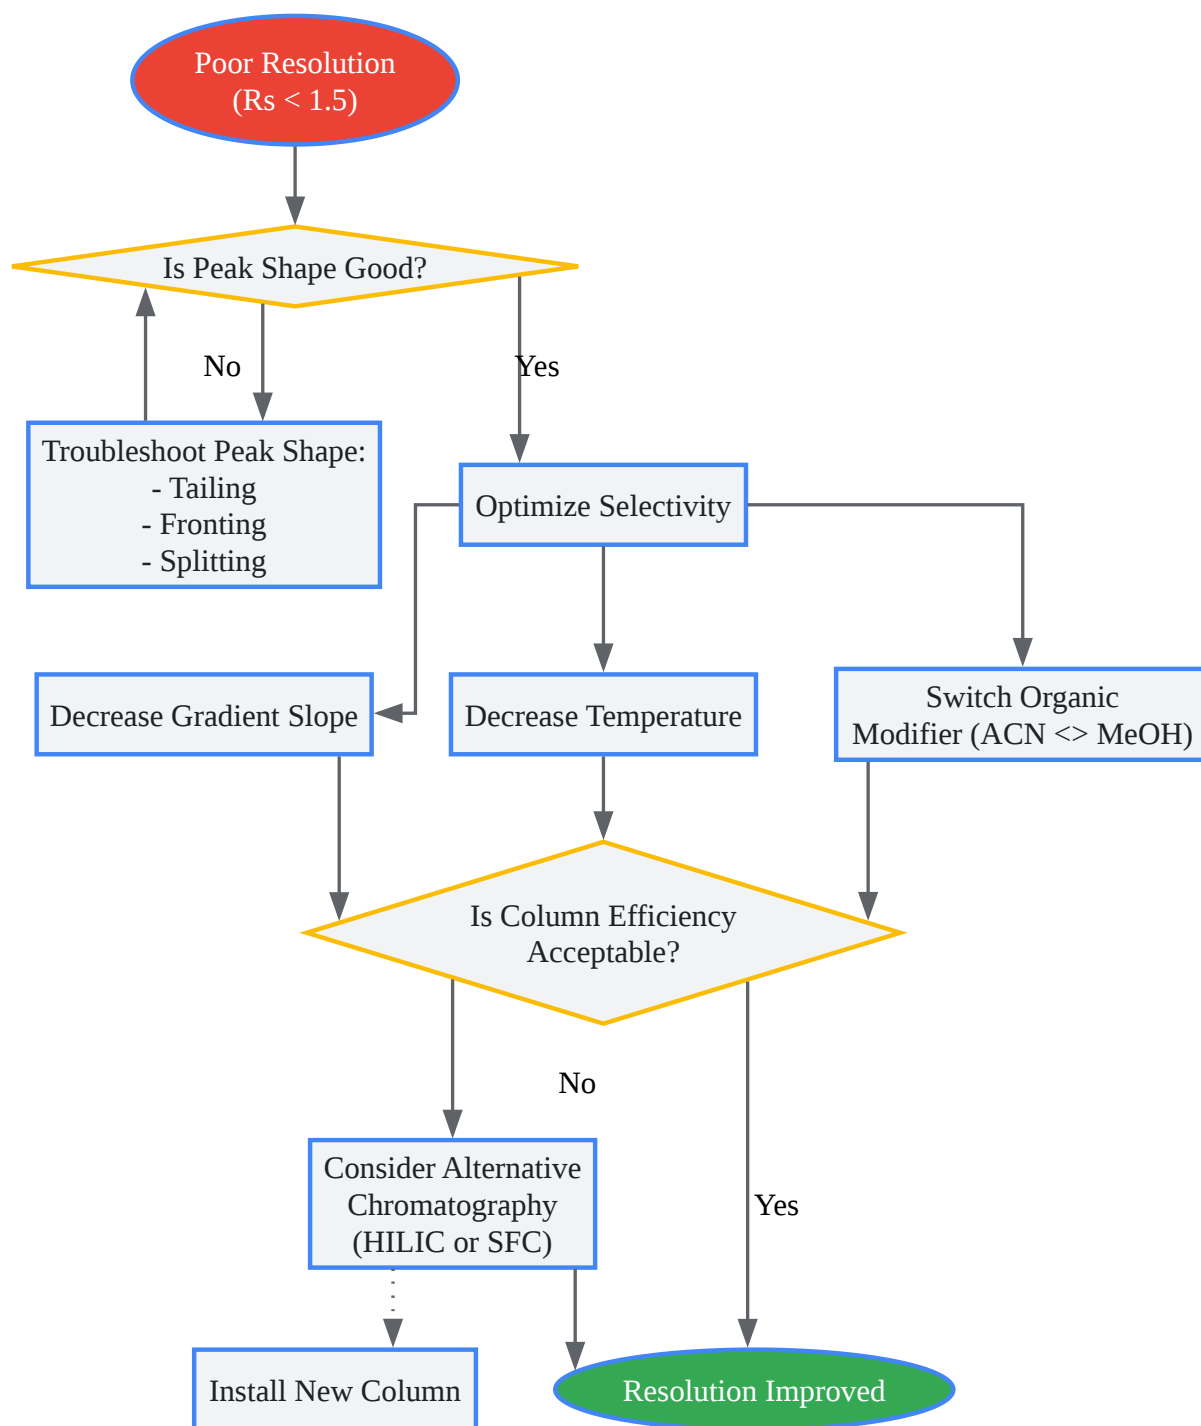 Poor Resolution
(Rs < 1.5)
Is Peak Shape Good?
No
Yes
Troubleshoot Peak Shape:
- Tailing
- Fronting
- Splitting
Optimize Selectivity
Decrease Gradient Slope
Decrease Temperature
Switch Organic
Modifier (ACN <> MeOH)
Is Column Efficiency
Acceptable?
No
Consider Alternative
Chromatography
(HILIC or SFC)
Yes
Install New Column
Resolution Improved